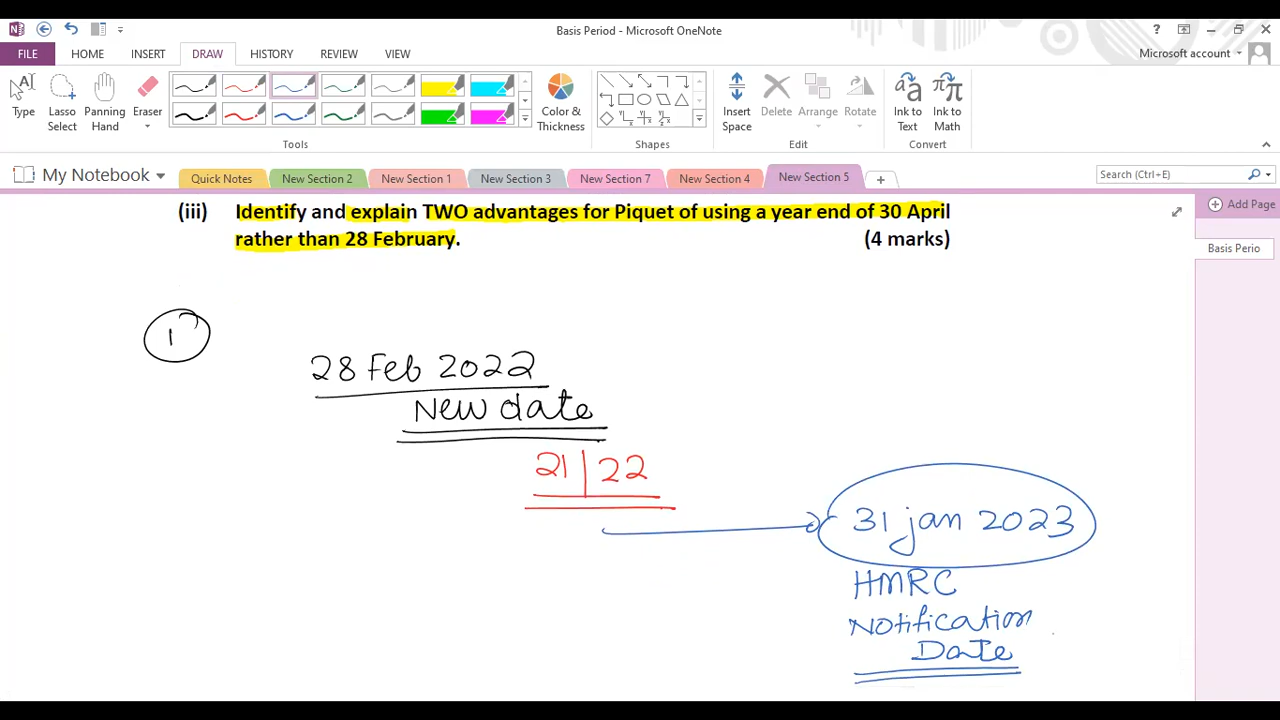 Basis Period - Microsoft OneNote
FILE HOME INSERT DRAW HISTORY REVIEW VIEW
Microsoft account
Type
Lasso Select
Panning Hand
Eraser
Color & Thickness
Insert Space
Delete
Arrange
Rotate
Ink to Text
Ink to Math
Tools
Shapes
Edit
Convert
My Notebook
Quick Notes
New Section 2
New Section 1
New Section 3
New Section 7
New Section 4
New Section 5
Search (Ctrl+E)
Add Page
Basis Perio
(iii) Identify and explain TWO advantages for Piquet of using a year end of 30 April
rather than 28 February. (4 marks)
1
28 Feb 2022
New date
21 | 22
31 jan 2023
HMRC
Notification
Date